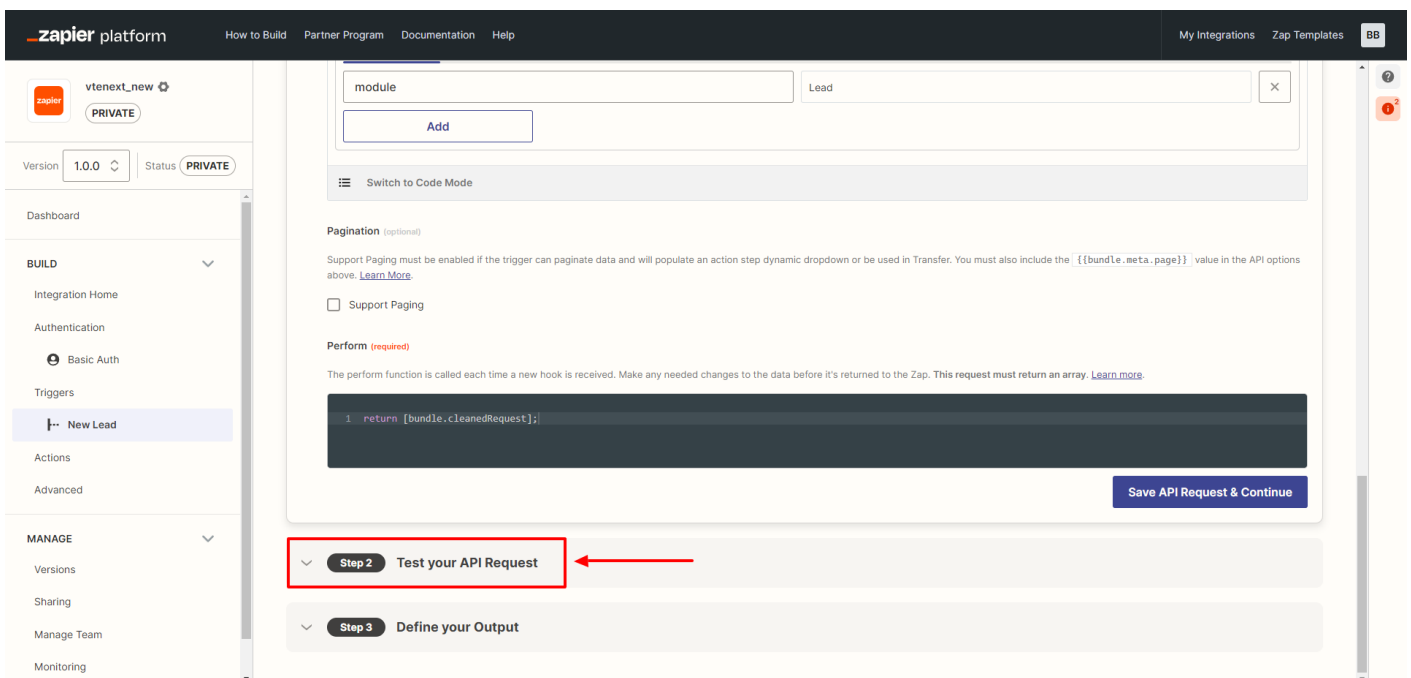 zapier platform
How to Build
Partner Program
Documentation
Help
My Integrations
Zap Templates
BB
zapier
vtenext_new
PRIVATE
Version
1.0.0
Status
PRIVATE
Dashboard
BUILD
Integration Home
Authentication
Basic Auth
Triggers
New Lead
Actions
Advanced
MANAGE
Versions
Sharing
Manage Team
Monitoring
module
Lead
Add
Switch to Code Mode
Pagination (optional)
Support Paging must be enabled if the trigger can paginate data and will populate an action step dynamic dropdown or be used in Transfer. You must also include the {{bundle.meta.page}} value in the API options
above. Learn More.
Support Paging
Perform (required)
The perform function is called each time a new hook is received. Make any needed changes to the data before it's returned to the Zap. This request must return an array. Learn more.
1 return [bundle.cleanedRequest];
Save API Request & Continue
Step 2 Test your API Request
Step 3 Define your Output
2